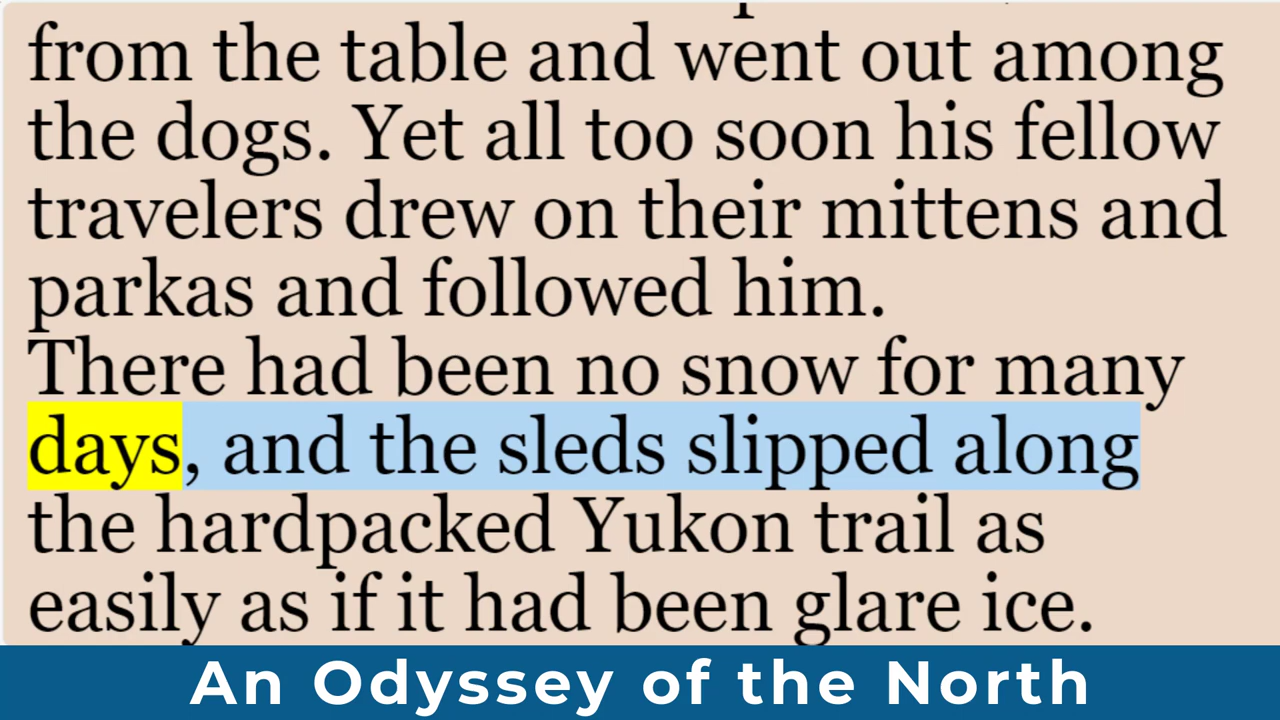 from the table and went out among
the dogs. Yet all too soon his fellow
travelers drew on their mittens and
parkas and followed him.
There had been no snow for many
days, and the sleds slipped along
the hardpacked Yukon trail as
easily as if it had been glare ice.
An Odyssey of the North